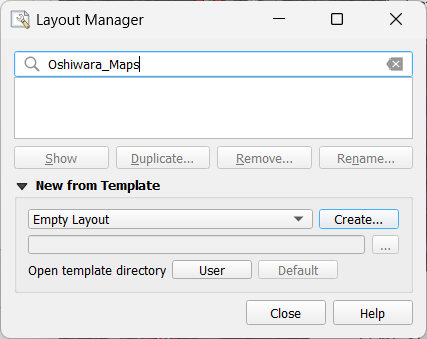 Layout Manager
Oshiwara_Maps
Show Duplicate... Remove... Rename...
New from Template
Empty Layout Create...
...
Open template directory User Default
Close Help